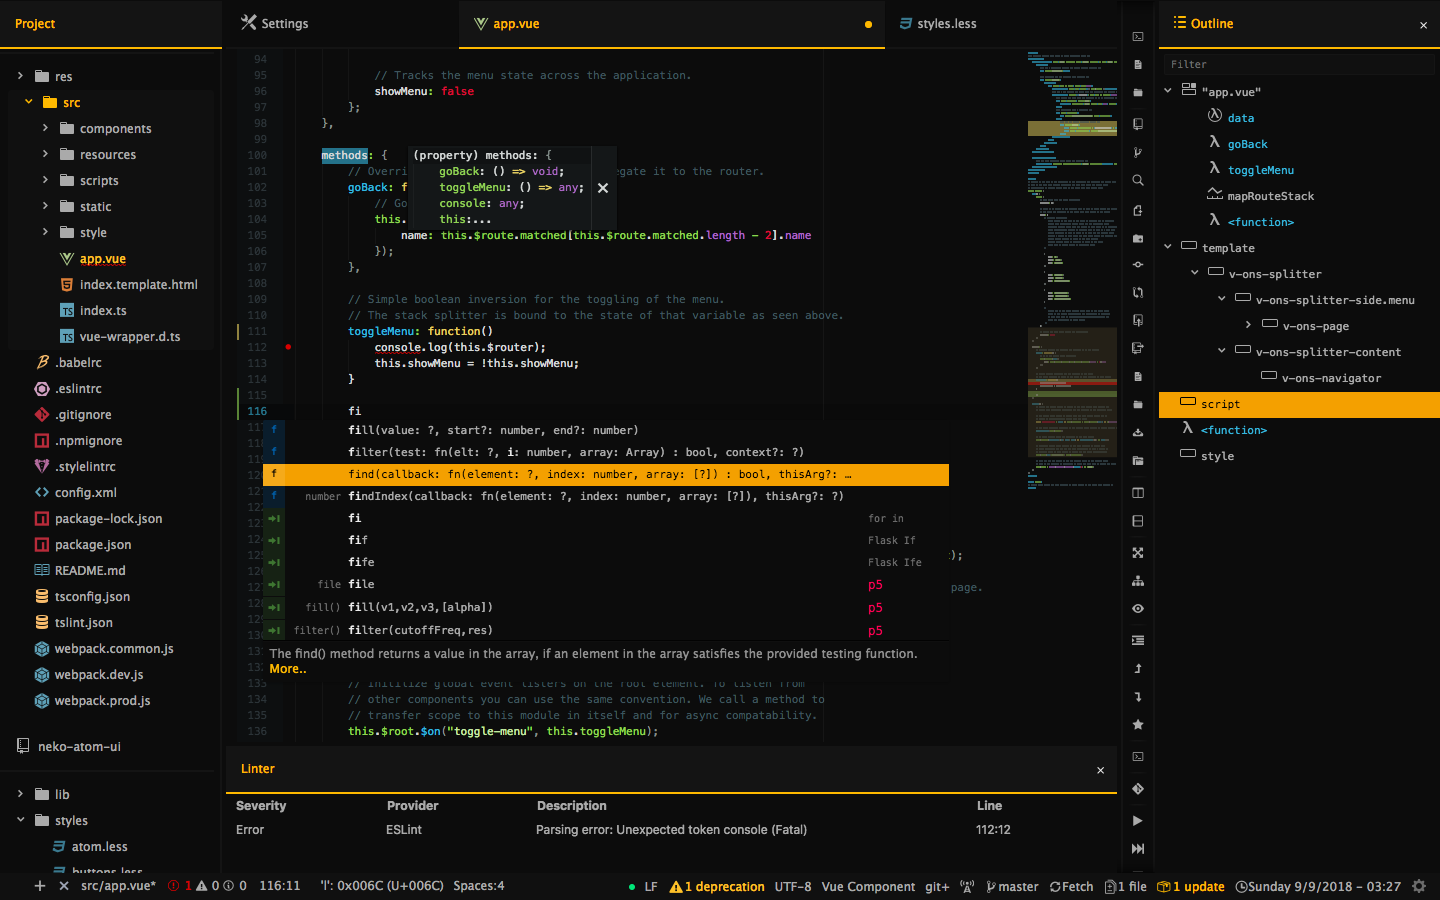 Project
Settings
app.vue
styles.less
Outline
×
res
src
components
resources
scripts
static
style
app.vue
index.template.html
index.ts
vue-wrapper.d.ts
.babelrc
.eslintrc
.gitignore
.npmignore
.stylelintrc
config.xml
package-lock.json
package.json
README.md
tsconfig.json
tslint.json
webpack.common.js
webpack.dev.js
webpack.prod.js
neko-atom-ui
lib
styles
atom.less
buttons.less
94
95 // Tracks the menu state across the application.
96 showMenu: false
97 };
98 },
99
100 methods: {
101 // Overri
egate it to the router.
102 goBack: f
103 // Go
104 this.
105 name: this.$route.matched[this.$route.matched.length - 2].name
106 });
107 },
108
109 // Simple boolean inversion for the toggling of the menu.
110 // The stack splitter is bound to the state of that variable as seen above.
111 toggleMenu: function()
112 console.log(this.$router);
113 this.showMenu = !this.showMenu;
114 }
115
116 fi
(property) methods: {
goBack: () => void;
toggleMenu: () => any;
console: any;
this:...
f fill(value: ?, start?: number, end?: number)
f filter(test: fn(elt: ?, i: number, array: Array) : bool, context?: ?)
f find(callback: fn(element: ?, index: number, array: [?]) : bool, thisArg?: …
f number findIndex(callback: fn(element: ?, index: number, array: [?]), thisArg?: ?)
fi for in
fif Flask If
fife Flask Ife
);
file file p5
page.
fill() fill(v1,v2,v3,[alpha]) p5
filter() filter(cutoffFreq,res) p5
The find() method returns a value in the array, if an element in the array satisfies the provided testing function.
More..
133 // Initilize global event listers on the root element. To listen from
134 // other components you can use the same convention. We call a method to
135 // transfer scope to this module in itself and for async compatability.
136 this.$root.$on("toggle-menu", this.toggleMenu);
Linter
×
Severity Provider Description Line
Error ESLint Parsing error: Unexpected token console (Fatal) 112:12
Filter
"app.vue"
data
goBack
toggleMenu
mapRouteStack
<function>
template
v-ons-splitter
v-ons-splitter-side.menu
v-ons-page
v-ons-splitter-content
v-ons-navigator
script
<function>
style
src/app.vue* 1 0 0 116:11 'l': 0x006C (U+006C) Spaces:4 LF 1 deprecation UTF-8 Vue Component git+ master Fetch 1 file 1 update Sunday 9/9/2018 - 03:27